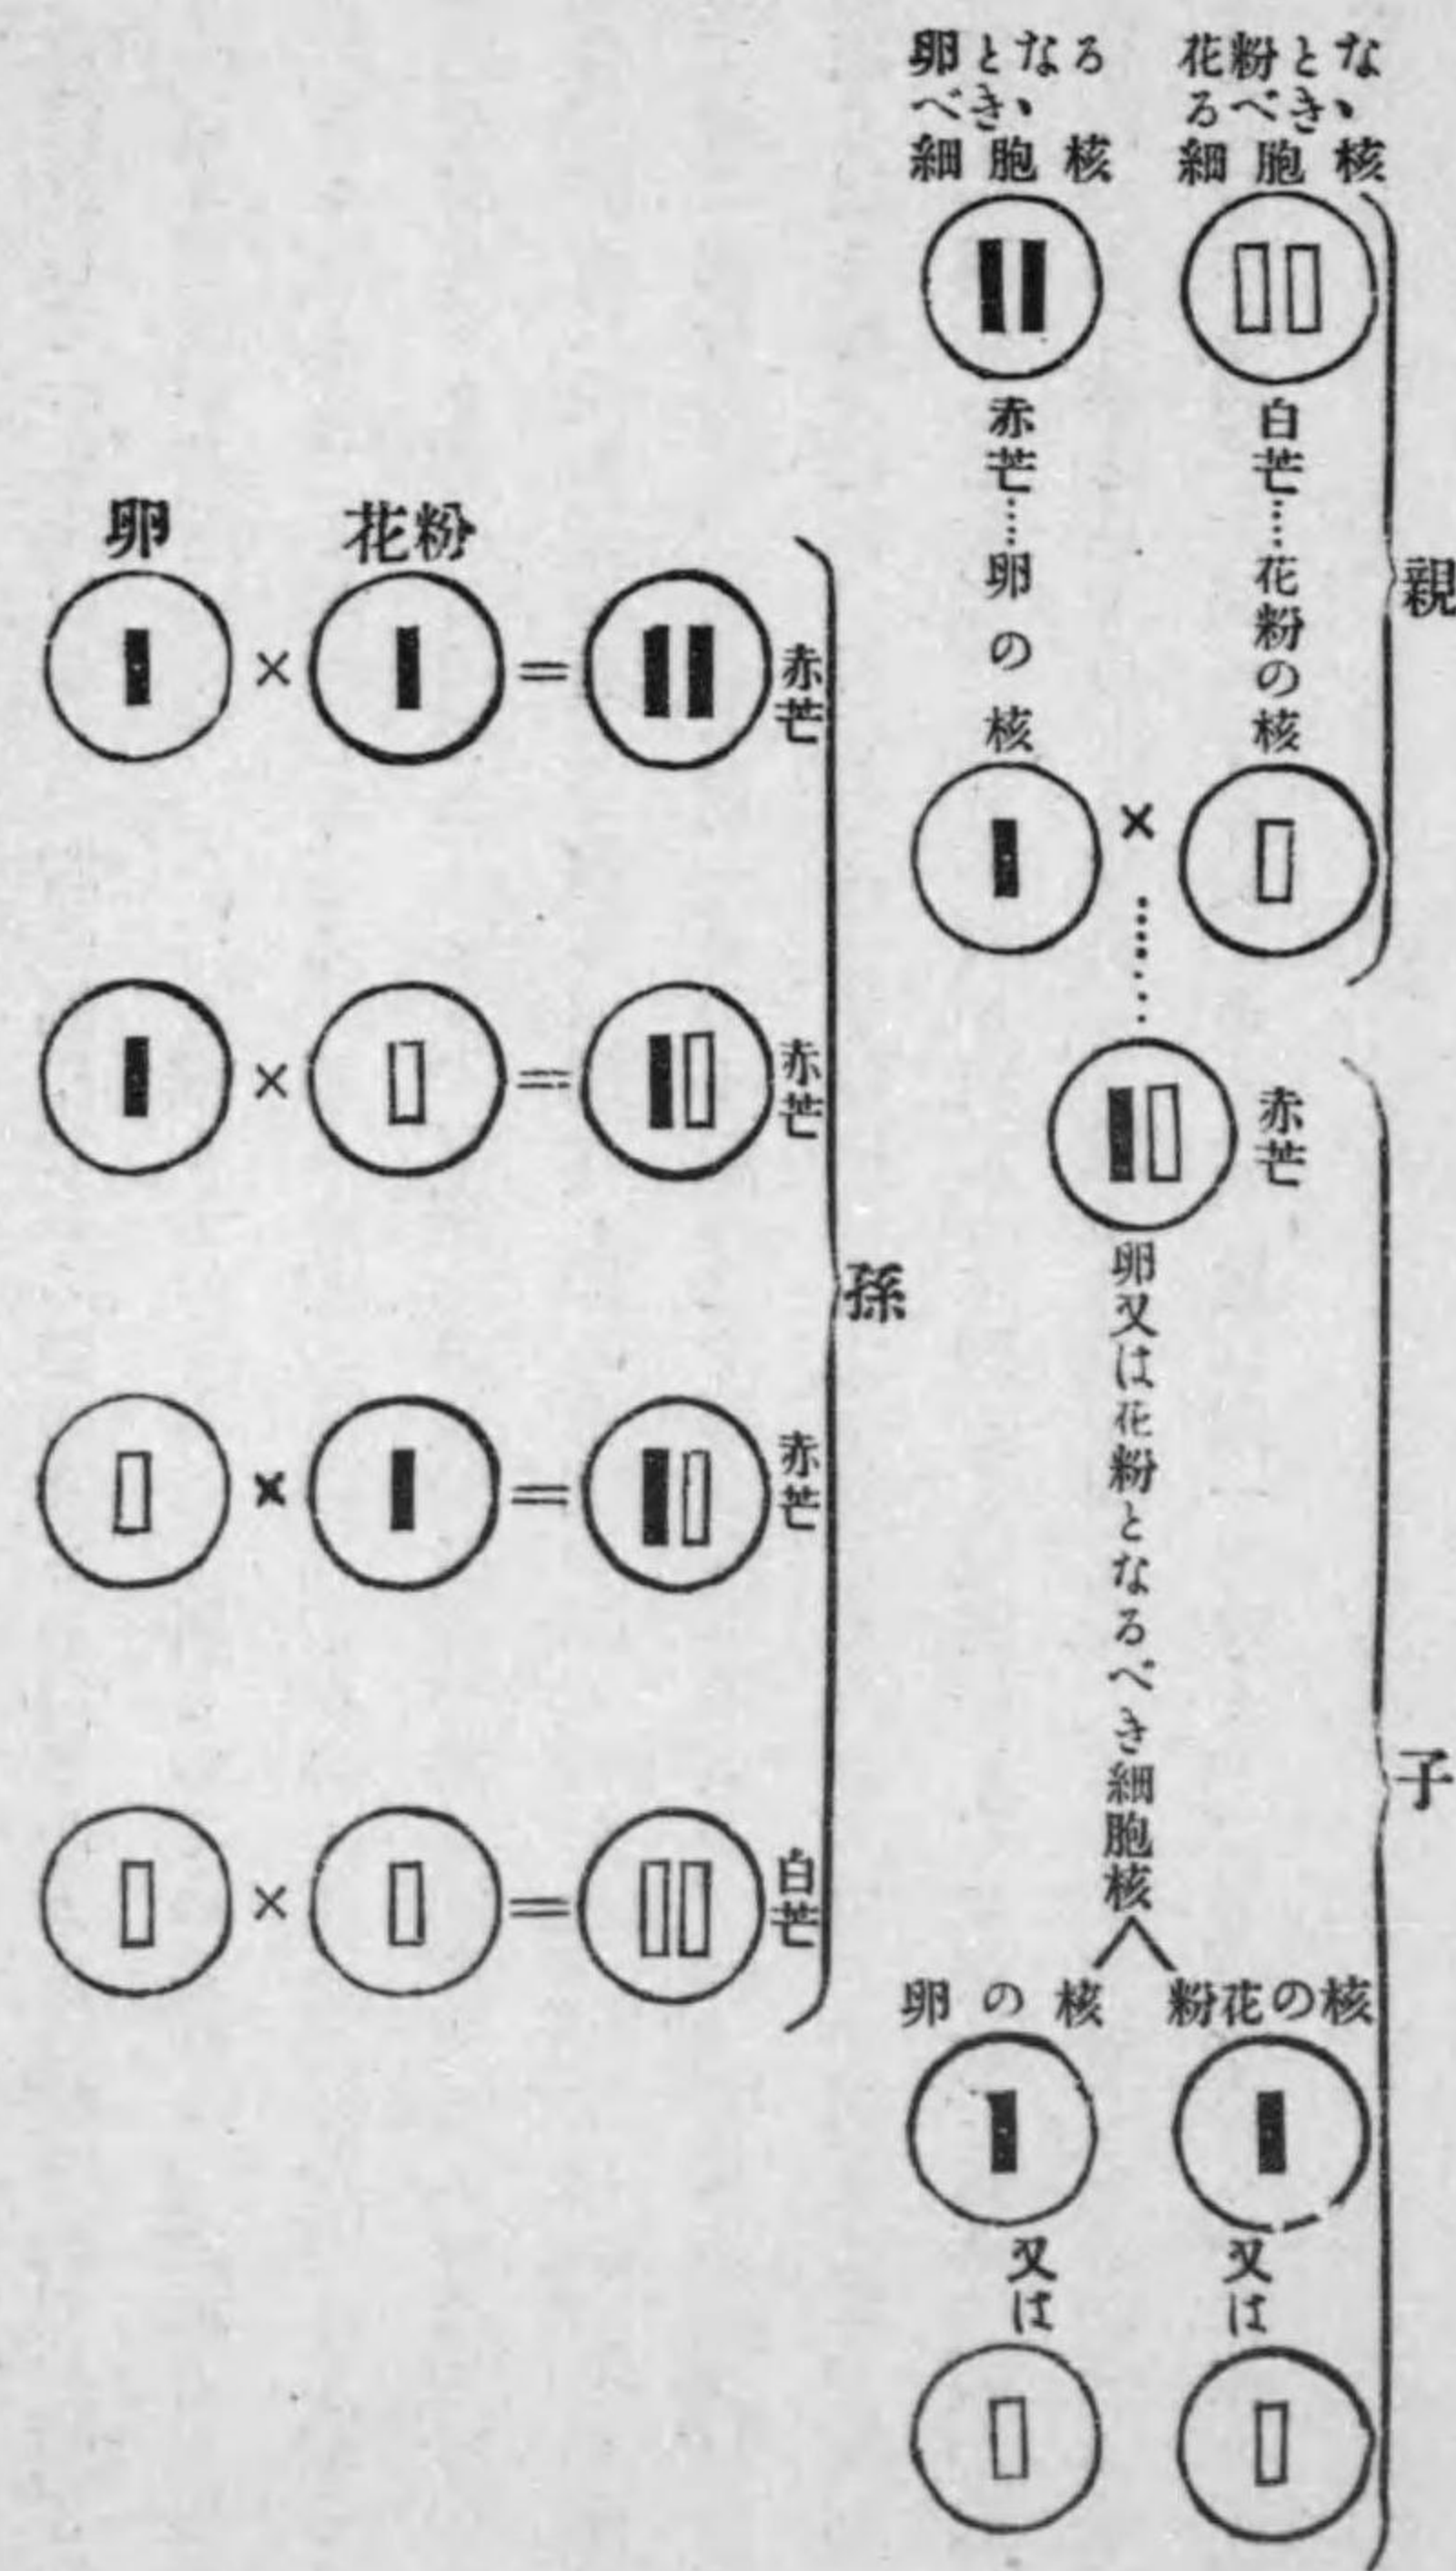 親
花粉とな
るべき、
細胞核
白芒……花粉の核
卵となる
べき、
細胞核
赤芒……卵の核
×
子
赤芒
卵又は花粉となるべき細胞核
粉花の核
又は
卵の核
又は
孫
卵
花粉
× = 赤芒
× = 赤芒
× = 赤芒
× = 白芒